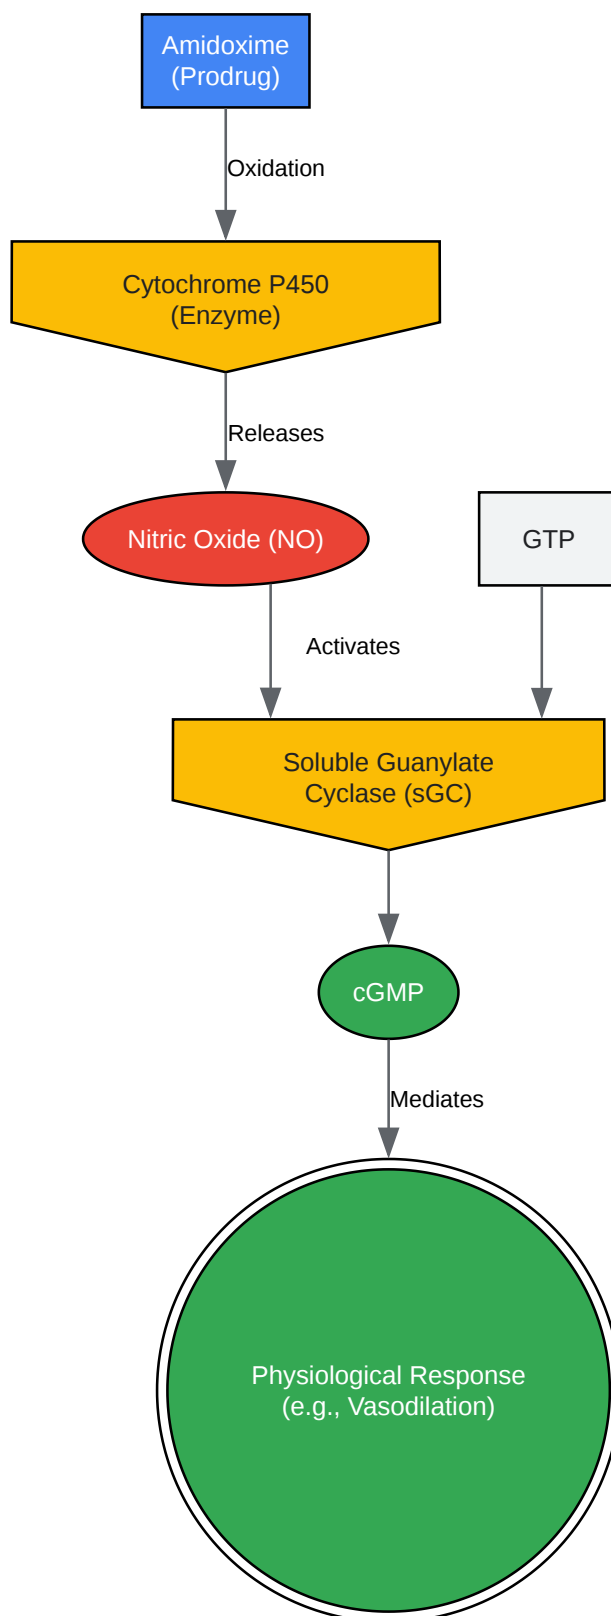 Amidoxime
(Prodrug)
Oxidation
Cytochrome P450
(Enzyme)
Releases
Nitric Oxide (NO)
GTP
Activates
Soluble Guanylate
Cyclase (sGC)
cGMP
Mediates
Physiological Response
(e.g., Vasodilation)